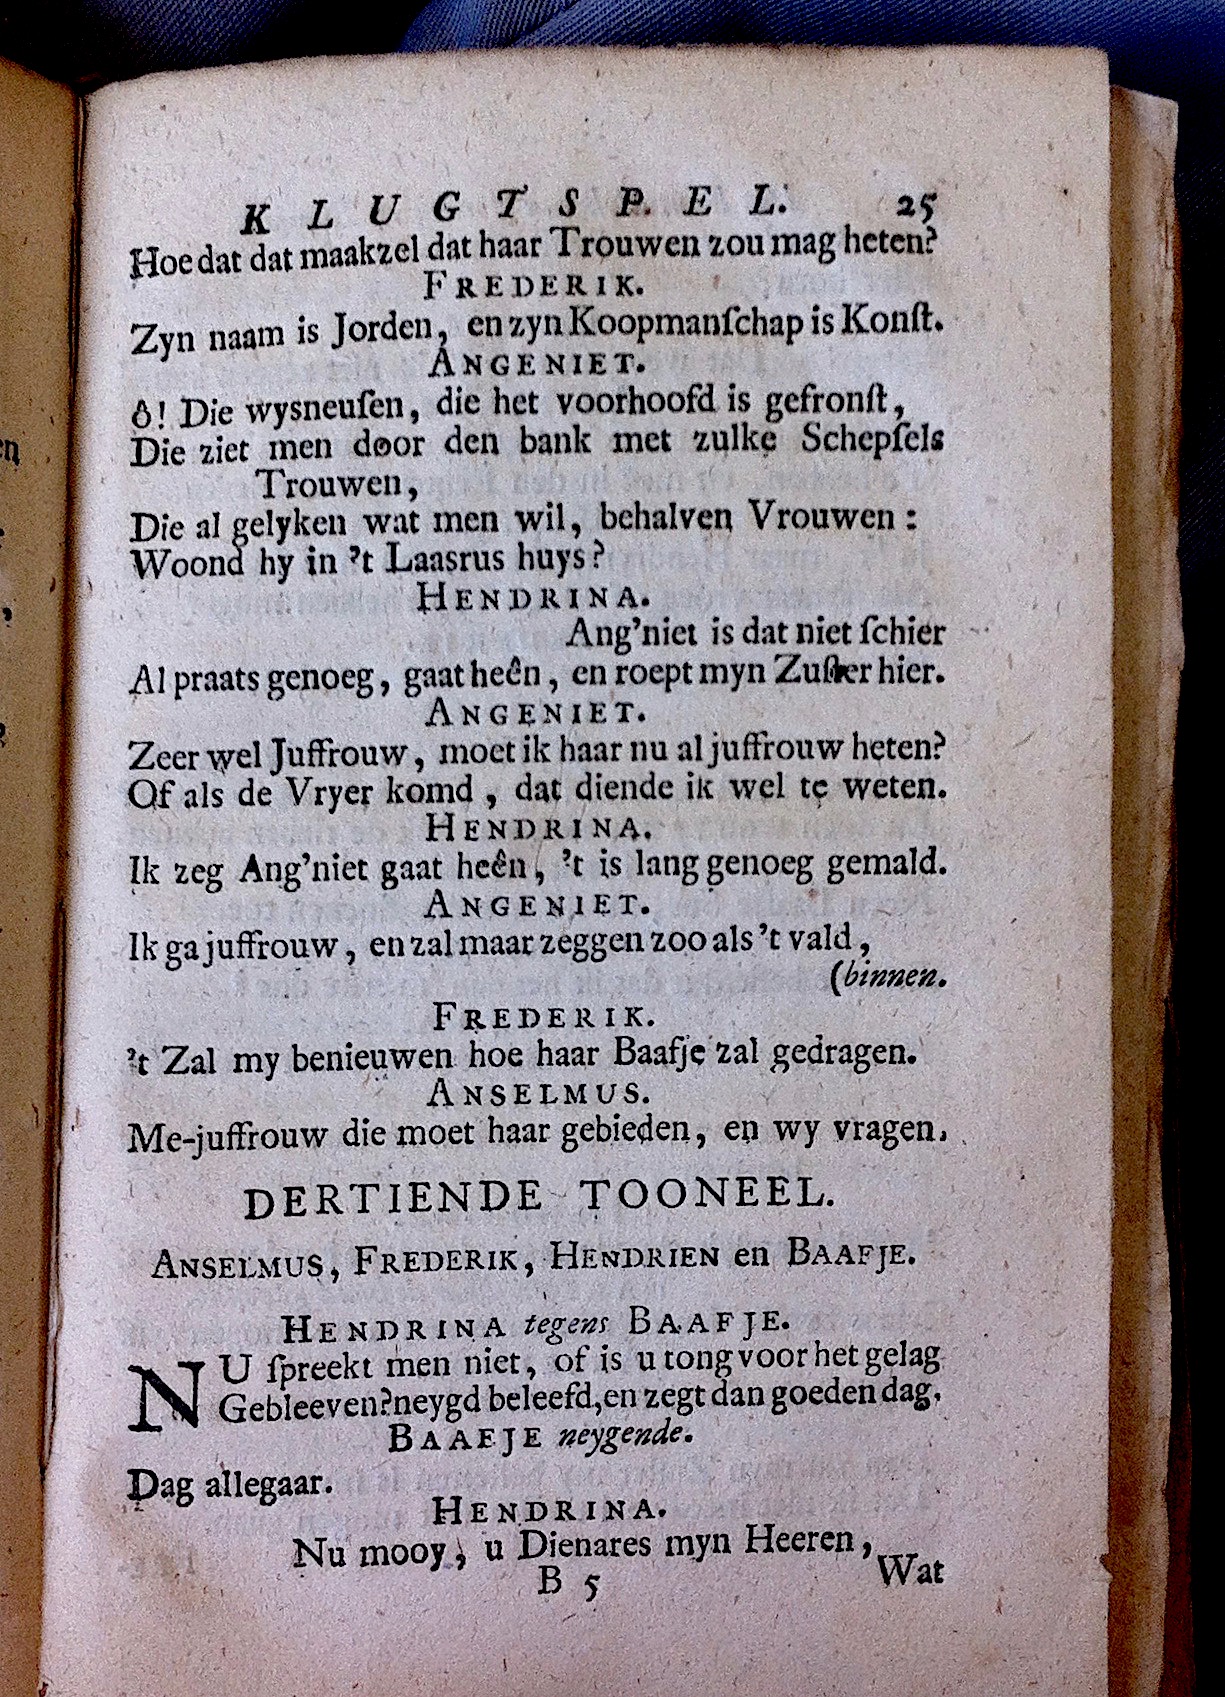 KLUGTSPEL. 25
Hoe dat dat maakzel dat haar Trouwen zou mag heten?
FREDERIK.
Zyn naam is Jorden, en zyn Koopmanſchap is Konſt.
ANGENIET.
ô! Die wysneuſen, die het voorhoofd is gefronſt,
Die ziet men door den bank met zulke Schepſels
Trouwen,
Die al gelyken wat men wil, behalven Vrouwen:
Woond hy in 't Laasrus huys?
HENDRINA.
Ang'niet is dat niet ſchier
Al praats genoeg, gaat heên, en roept myn Zuſter hier.
ANGENIET.
Zeer wel Juffrouw, moet ik haar nu al juffrouw heten?
Of als de Vryer komd, dat diende ik wel te weten.
HENDRINA.
Ik zeg Ang'niet gaat heên, 't is lang genoeg gemald.
ANGENIET.
Ik ga juffrouw, en zal maar zeggen zoo als 't vald,
(binnen.
FREDERIK.
't Zal my benieuwen hoe haar Baafje zal gedragen.
ANSELMUS.
Me-juffrouw die moet haar gebieden, en wy vragen.
DERTIENDE TOONEEL.
ANSELMUS, FREDERIK, HENDRIEN en BAAFJE.
HENDRINA tegens BAAFJE.
NU ſpreekt men niet, of is u tong voor het gelag
Gebleeven? neygd beleefd, en zegt dan goeden dag.
BAAFJE neygende.
Dag allegaar.
HENDRINA.
Nu mooy, u Dienares myn Heeren,
B 5 Wat